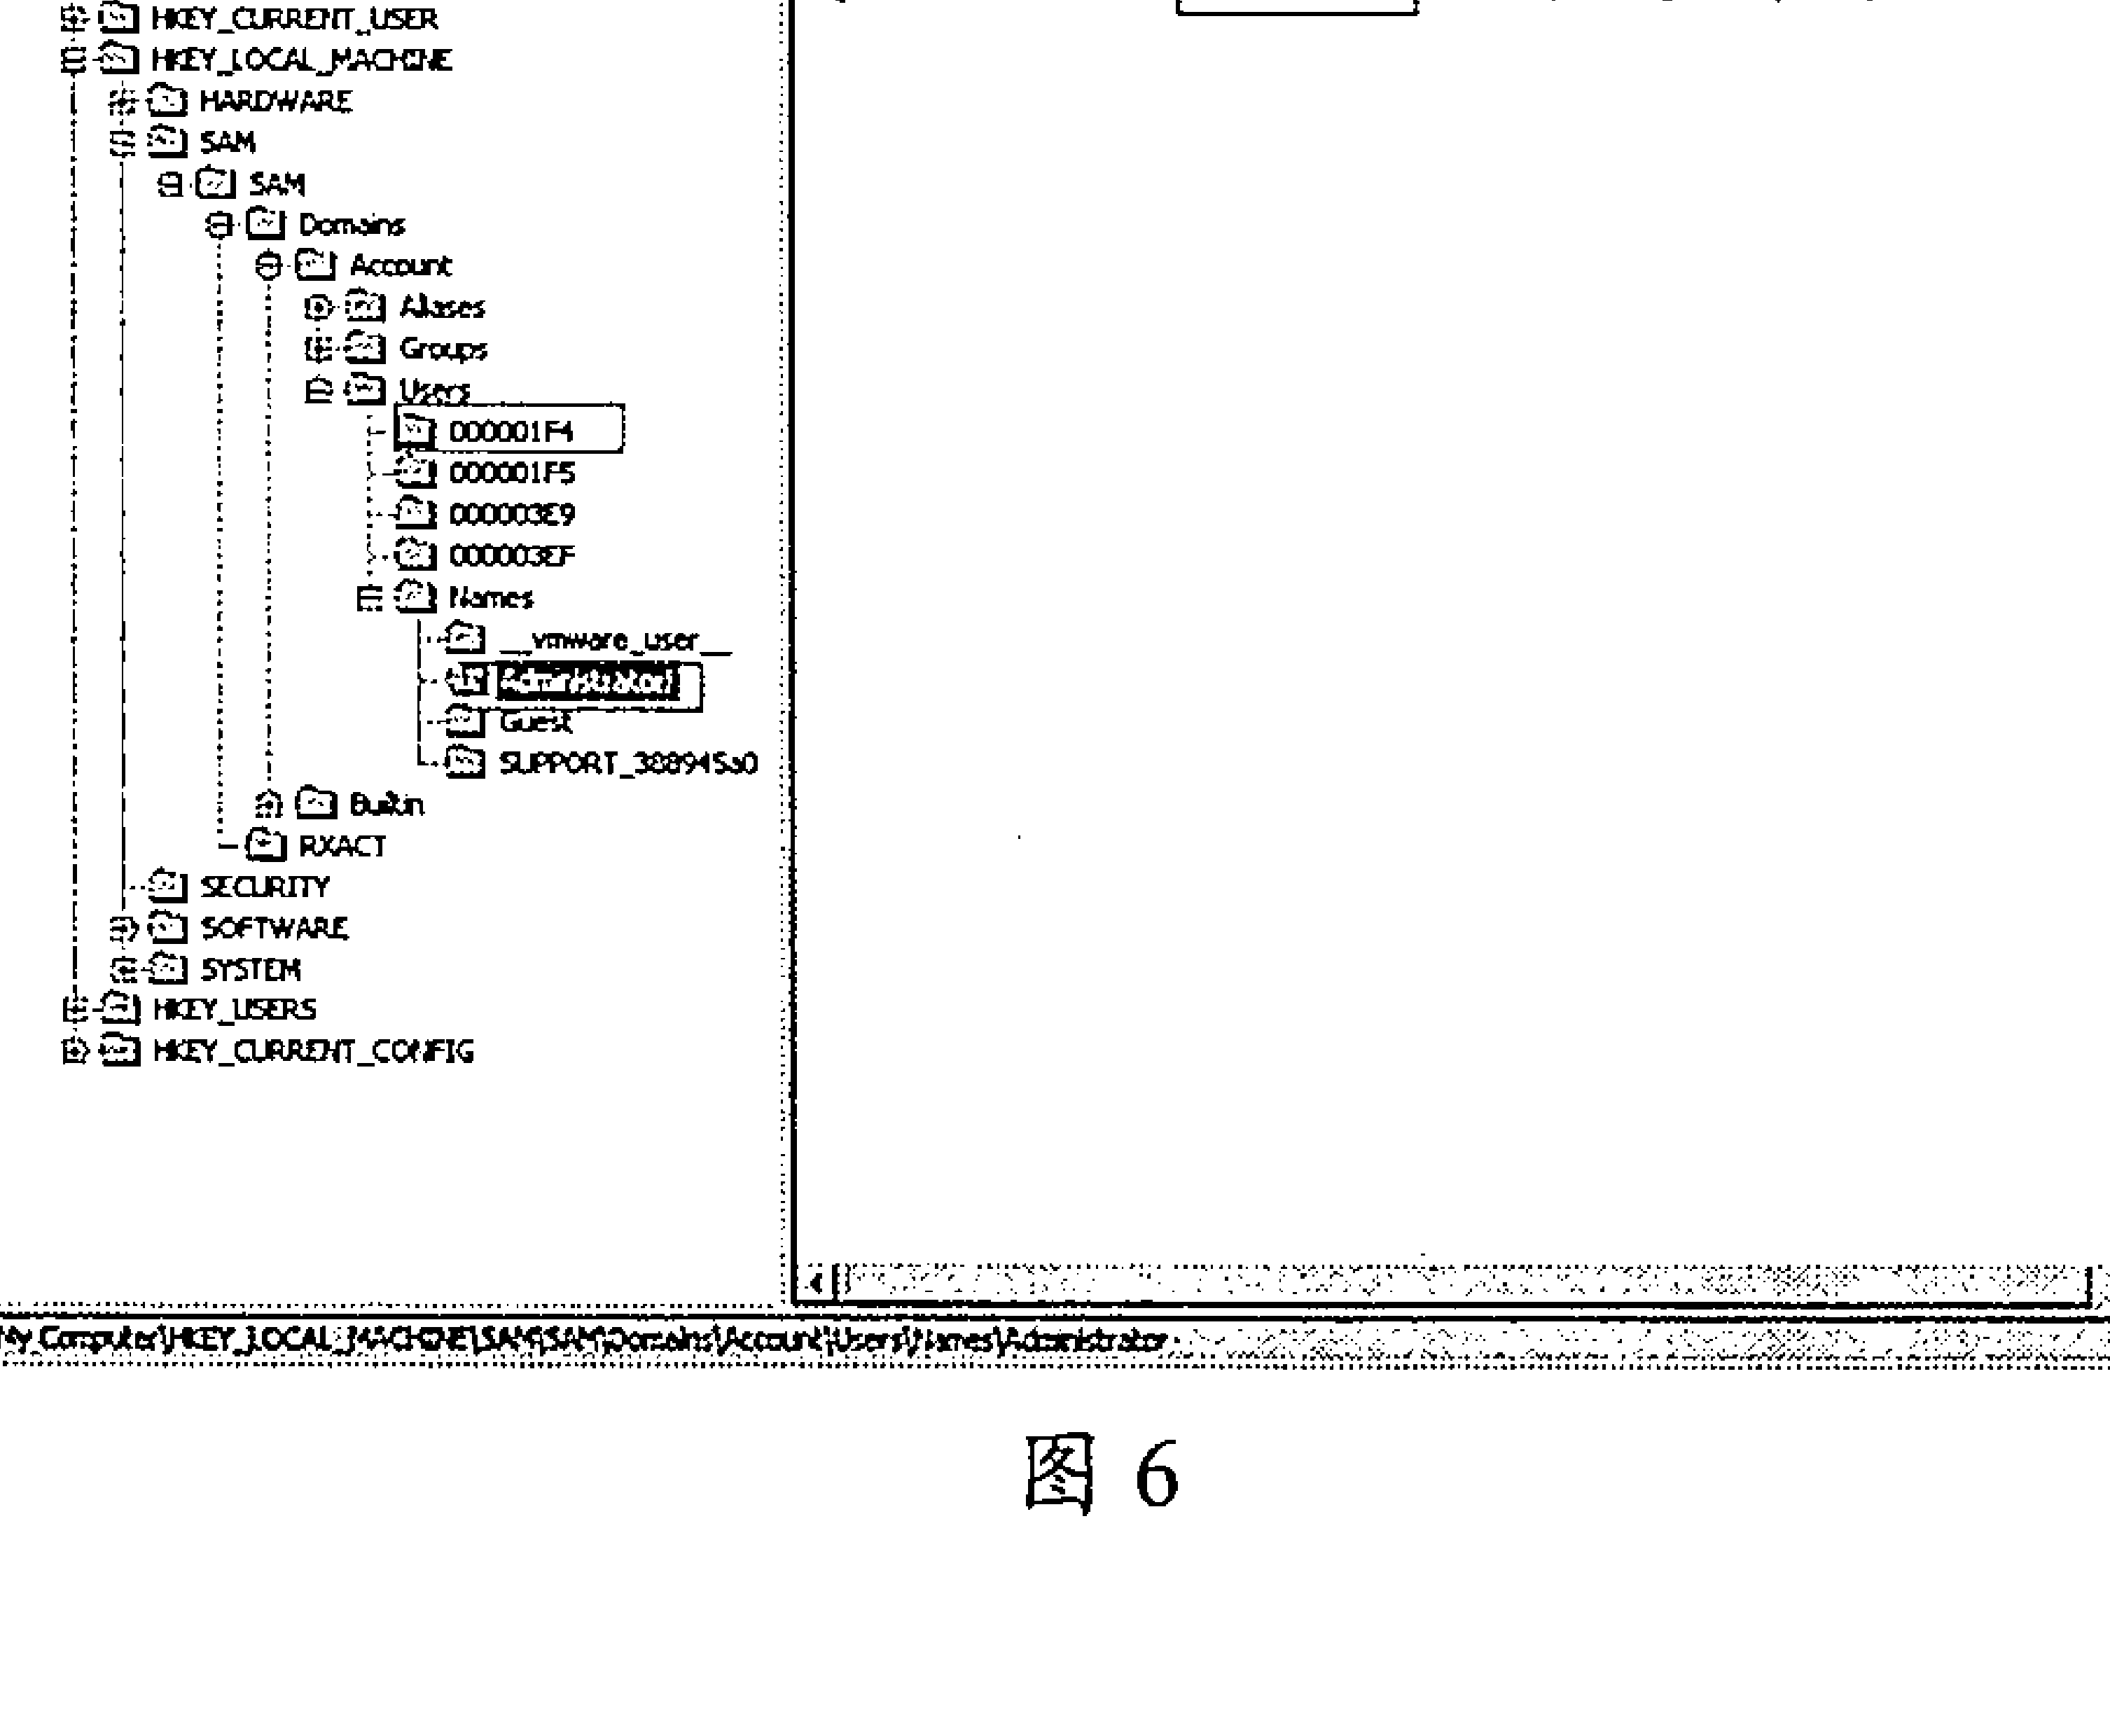 HKEY_CURRENT_USER
HKEY_LOCAL_MACHINE
HARDWARE
SAM
SAM
Domains
Account
Aliases
Groups
Users
000001F4
000001F5
000003E9
000003EF
Names
__vmware_user__
Administrator
Guest
SUPPORT_388945a0
Builtin
RXACT
SECURITY
SOFTWARE
SYSTEM
HKEY_USERS
HKEY_CURRENT_CONFIG
My Computer\HKEY_LOCAL_MACHINE\SAM\SAM\Domains\Account\Users\Names\Administrator
图 6